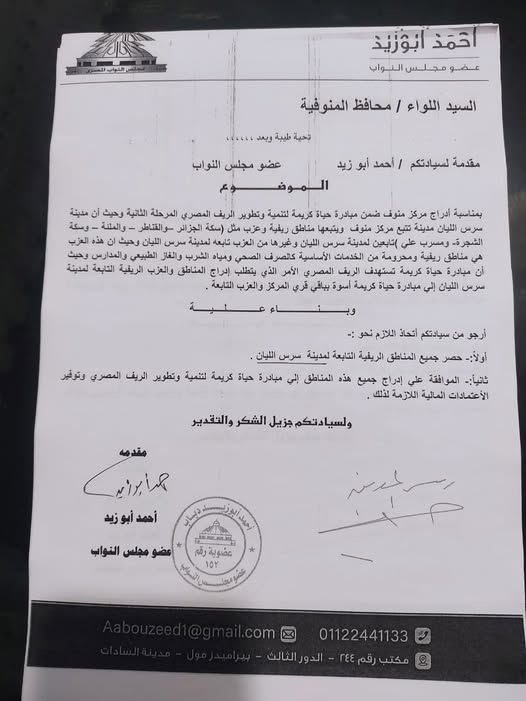 أحمد أبوزيد
عضو مجلس النواب
مجلس النواب المصري
السيد اللواء / محافظ المنوفية
تحية طيبة وبعد ،،،،،،
مقدمة لسيادتكم / أحمد أبو زيد عضو مجلس النواب
الموضوع
بمناسبة أدراج مركز منوف ضمن مبادرة حياة كريمة لتنمية وتطوير الريف المصري المرحلة الثانية وحيث أن مدينة
سرس الليان مدينة تتبع مركز منوف ويتبعها مناطق ريفية وعزب مثل (سكة الجزائر –والقناطر – والملنة – وسكة
الشجرة- ومسرب علي )تابعين لمدينة سرس الليان وغيرها من العزب تابعه لمدينة سرس الليان وحيث ان هذه العزب
هي مناطق ريفية ومحرومة من الخدمات الأساسية كالصرف الصحي ومياه الشرب والغاز الطبيعي والمدارس وحيث
أن مبادرة حياة كريمة تستهدف الريف المصري الأمر الذي يتطلب إدراج المناطق والعزب الريفية التابعة لمدينة
سرس الليان إلي مبادرة حياة كريمة أسوة بباقي قري المركز والعزب التابعة .
وبناء علية
أرجو من سيادتكم أتحاذ اللازم نحو :-
أولاً:- حصر جميع المناطق الريفية التابعة لمدينة سرس الليان .
ثانياً:- الموافقة علي إدراج جميع هذه المناطق إلي مبادرة حياة كريمة لتنمية وتطوير الريف المصري وتوفير
الأعتمادات المالية اللازمة لذلك .
ولسيادتكم جزيل الشكر والتقدير
مقدمه
أحمد أبو زيد
أحمد أبو زيد
عضو مجلس النواب
أحمد أبوزيد دياب
عضوية رقم
١٥٢
عضو مجلس النواب
01122441133 Aabouzeed1@gmail.com
مكتب رقم ٢٤٤ - الدور الثالث - بيراميدز مول - مدينة السادات